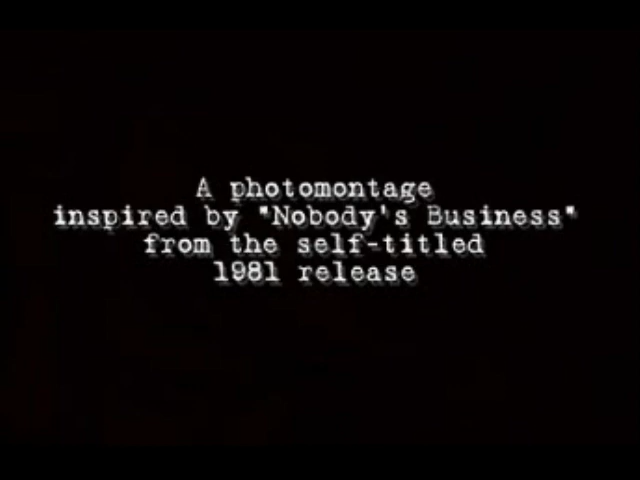 A photomontage
inspired by "Nobody's Business"
from the self-titled
1981 release